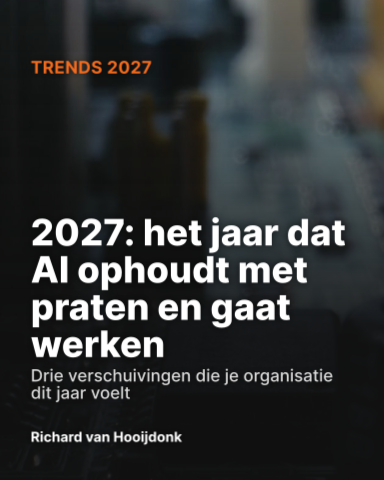 TRENDS 2027
2027: het jaar dat
AI ophoudt met
praten en gaat
werken
Drie verschuivingen die je organisatie
dit jaar voelt
Richard van Hooijdonk